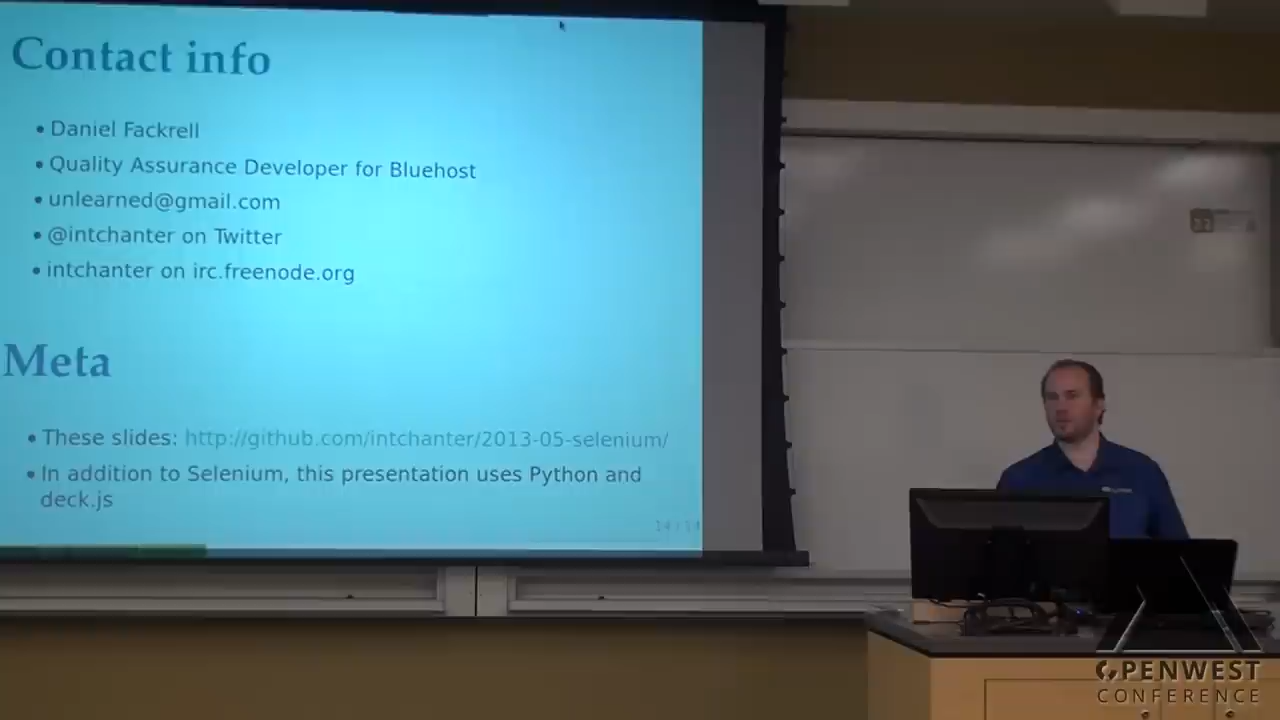 Contact info
• Daniel Fackrell
• Quality Assurance Developer for Bluehost
• unlearned@gmail.com
• @intchanter on Twitter
• intchanter on irc.freenode.org
Meta
• These slides: http://github.com/intchanter/2013-05-selenium/
• In addition to Selenium, this presentation uses Python and
deck.js
14 / 14
OPENWEST
CONFERENCE